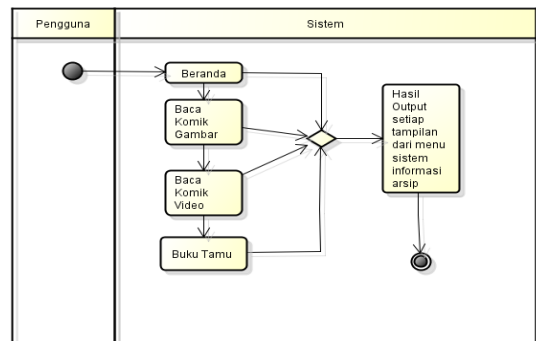 Pengguna
Sistem
Beranda
Baca
Komik
Gambar
Baca
Komik
Video
Buku Tamu
Hasil
Output
setiap
tampilan
dari menu
sistem
informasi
arsip